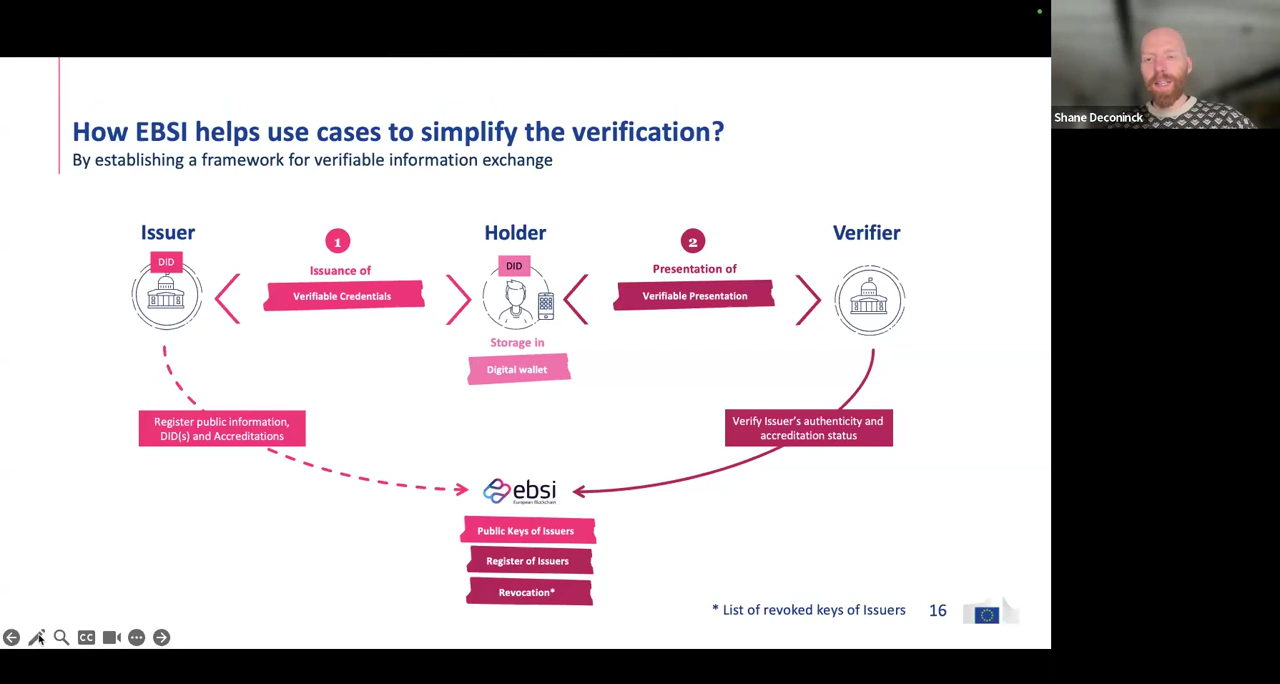 How EBSI helps use cases to simplify the verification?
By establishing a framework for verifiable information exchange
Shane Deconinck
Issuer
DID
1
Issuance of
Verifiable Credentials
Holder
DID
Storage in
Digital wallet
2
Presentation of
Verifiable Presentation
Verifier
Register public information,
DID(s) and Accreditations
Verify Issuer's authenticity and
accreditation status
ebsi
European Blockchain
Public Keys of Issuers
Register of Issuers
Revocation*
* List of revoked keys of Issuers
16
CC